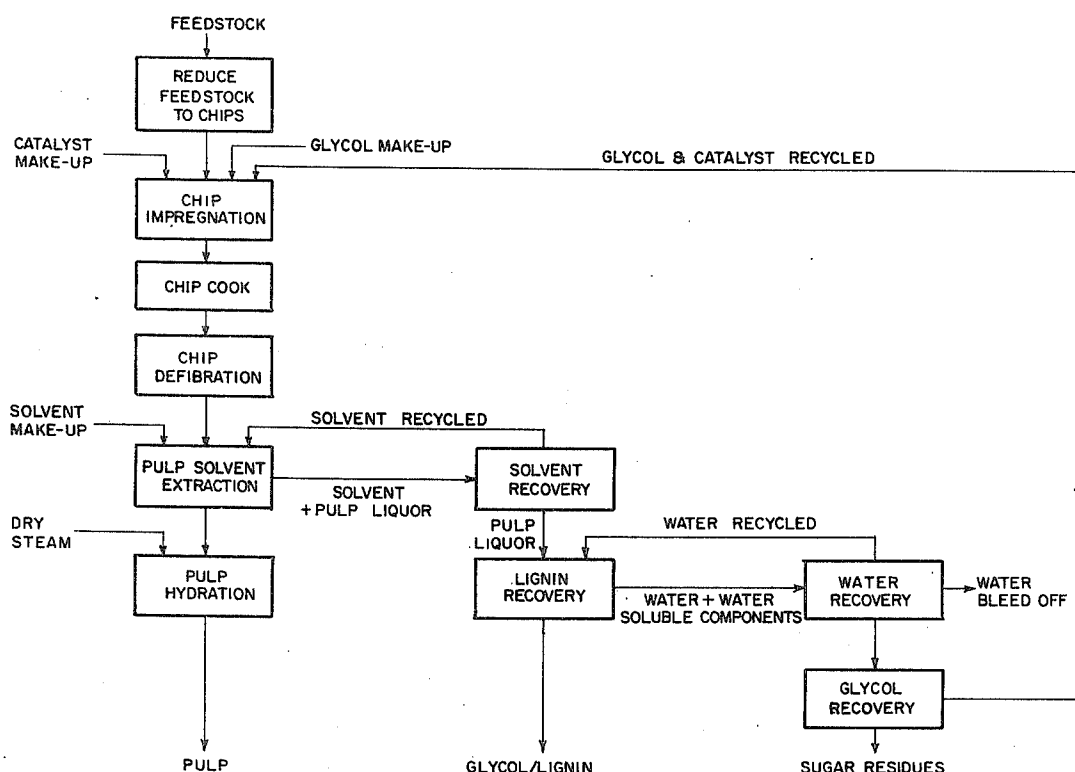 FEEDSTOCK
REDUCE
FEEDSTOCK
TO CHIPS
CATALYST
MAKE-UP
GLYCOL MAKE-UP
GLYCOL & CATALYST RECYCLED
CHIP
IMPREGNATION
CHIP COOK
CHIP
DEFIBRATION
SOLVENT
MAKE-UP
SOLVENT RECYCLED
PULP SOLVENT
EXTRACTION
SOLVENT
+PULP LIQUOR
SOLVENT
RECOVERY
DRY
STEAM
PULP
LIQUOR
WATER RECYCLED
PULP
HYDRATION
LIGNIN
RECOVERY
WATER+WATER
SOLUBLE COMPONENTS
WATER
RECOVERY
WATER
BLEED OFF
GLYCOL
RECOVERY
PULP
GLYCOL/LIGNIN
SUGAR RESIDUES